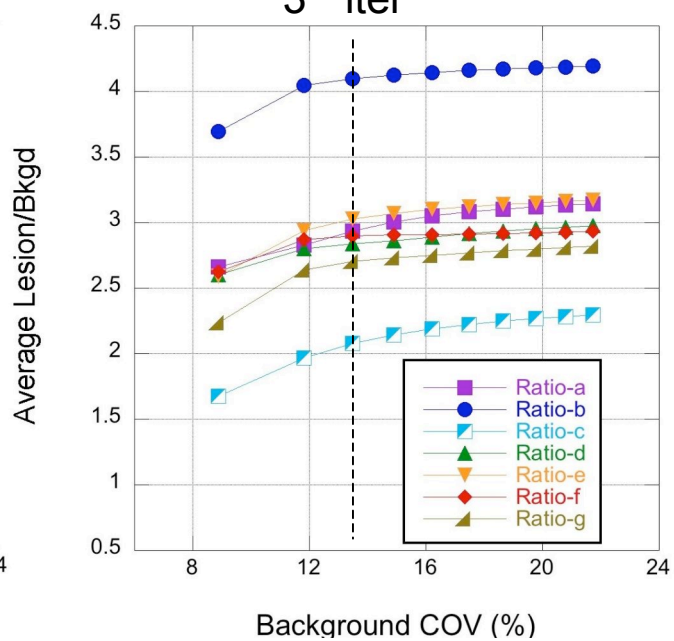 iter
4.5
4
3.5
3
2.5
2
1.5
1
0.5
Average Lesion/Bkgd
Ratio-a
Ratio-b
Ratio-c
Ratio-d
Ratio-e
Ratio-f
Ratio-g
4
8
12
16
20
24
Background COV (%)